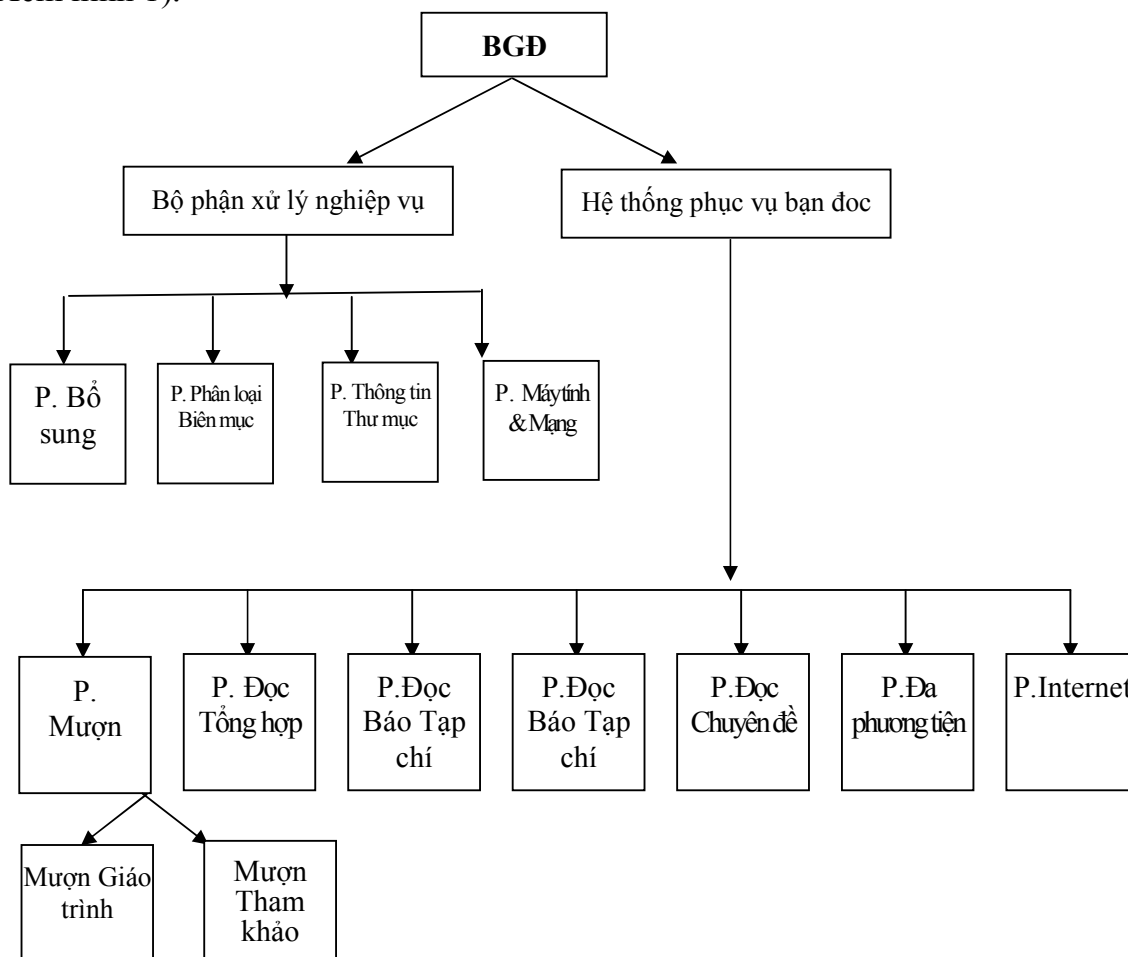 BGĐ
Bộ phận xử lý nghiệp vụ
Hệ thống phục vụ bạn đoc
P. Bổ
sung
P. Phân loại
Biên mục
P. Thông tin
Thư mục
P. Máy tính
& Mạng
P.
Mượn
P. Đọc
Tổng hợp
P.Đọc
Báo Tạp
chí
P.Đọc
Báo Tạp
chí
P.Đọc
Chuyên đề
P.Đa
phương tiện
P.Internet
Mượn Giáo
trình
Mượn
Tham
khảo